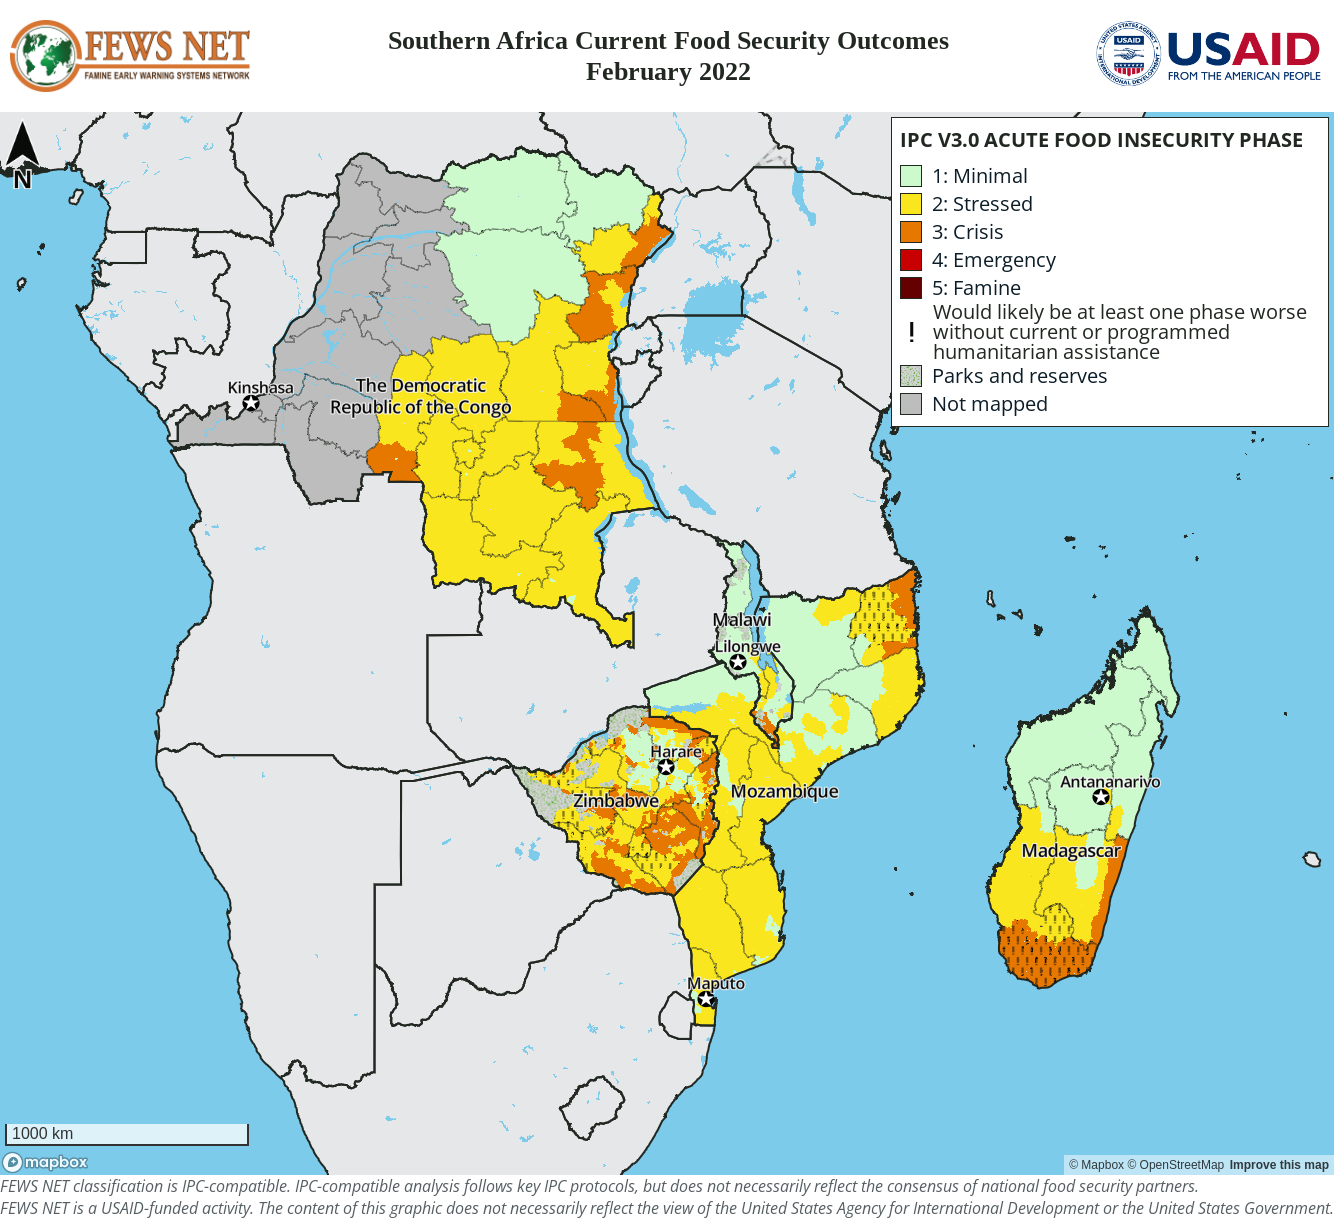 FEWS NET
FAMINE EARLY WARNING SYSTEMS NETWORK
Southern Africa Current Food Security Outcomes
February 2022
UNITED STATES AGENCY
USAID
INTERNATIONAL DEVELOPMENT
USAID
FROM THE AMERICAN PEOPLE
N
IPC V3.0 ACUTE FOOD INSECURITY PHASE
1: Minimal
2: Stressed
3: Crisis
4: Emergency
5: Famine
! Would likely be at least one phase worse
without current or programmed
humanitarian assistance
Parks and reserves
Not mapped
Kinshasa
The Democratic
Republic of the Congo
Malawi
Lilongwe
Harare
Zimbabwe
Mozambique
Antananarivo
Madagascar
Maputo
1000 km
mapbox
© Mapbox © OpenStreetMap Improve this map
FEWS NET classification is IPC-compatible. IPC-compatible analysis follows key IPC protocols, but does not necessarily reflect the consensus of national food security partners.
FEWS NET is a USAID-funded activity. The content of this graphic does not necessarily reflect the view of the United States Agency for International Development or the United States Government.